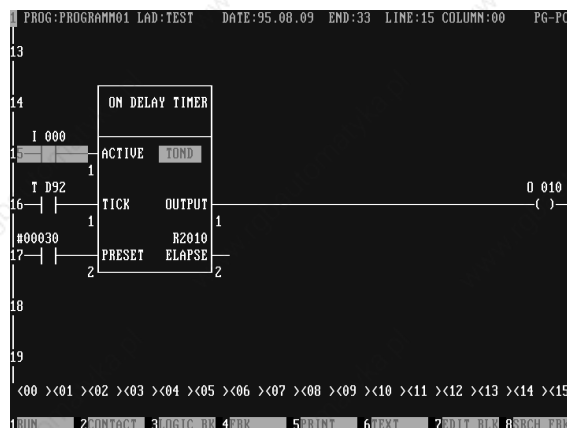 1 PROG:PROGRAMM01 LAD:TEST DATE:95.08.09 END:33 LINE:15 COLUMN:00 PG-PC
13
14 ON DELAY TIMER
I 000
15 ACTIVE TOND
1
T D92 O 010
16 TICK OUTPUT ( )
1 1
#00030 R2010
17 PRESET ELAPSE
2 2
18
19
<00 ><01 ><02 ><03 ><04 ><05 ><06 ><07 ><08 ><09 ><10 ><11 ><12 ><13 ><14 ><15
1RUN 2CONTACT 3LOGIC BK 4FBK 5PRINT 6TEXT 7EDIT BLK 8SRCH FBK